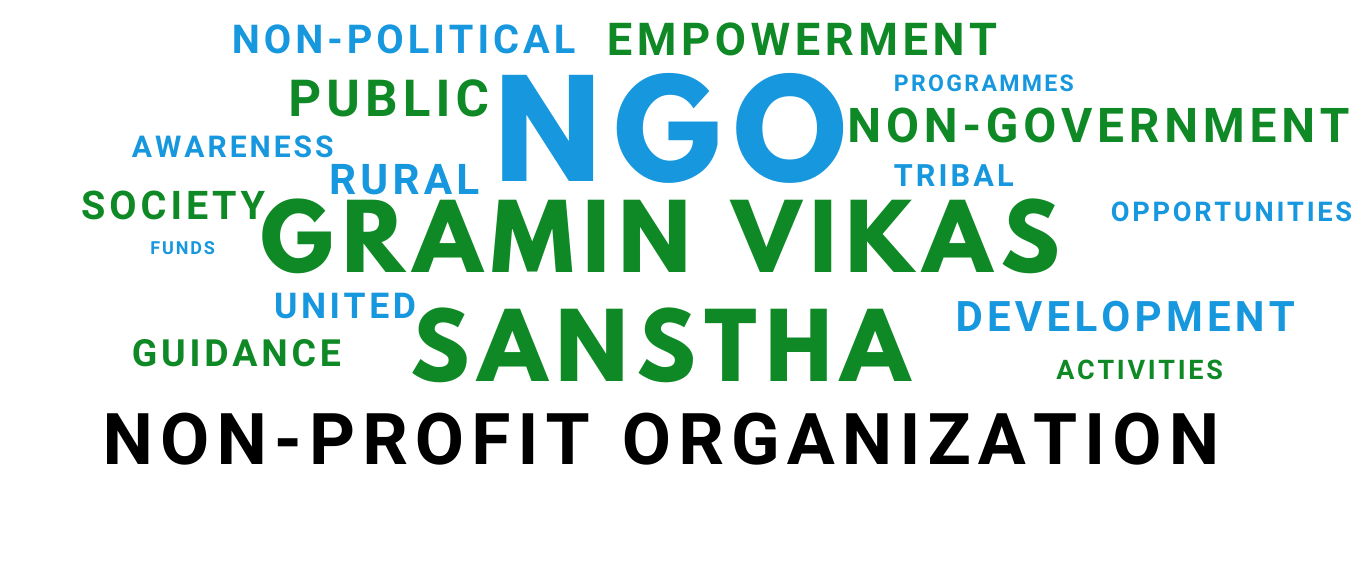 NON-POLITICAL EMPOWERMENT
PUBLIC NGO PROGRAMMES
NON-GOVERNMENT
AWARENESS
RURAL TRIBAL
SOCIETY OPPORTUNITIES
FUNDS GRAMIN VIKAS
UNITED SANSTHA DEVELOPMENT
GUIDANCE ACTIVITIES
NON-PROFIT ORGANIZATION